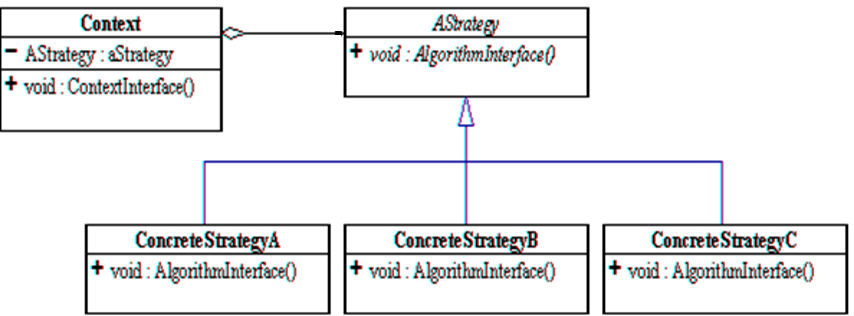 Context
- AStrategy : aStrategy
+ void : ContextInterface()
AStrategy
+ void : AlgorithmInterface()
ConcreteStrategyA
+ void : AlgorithmInterface()
ConcreteStrategyB
+ void : AlgorithmInterface()
ConcreteStrategyC
+ void : AlgorithmInterface()